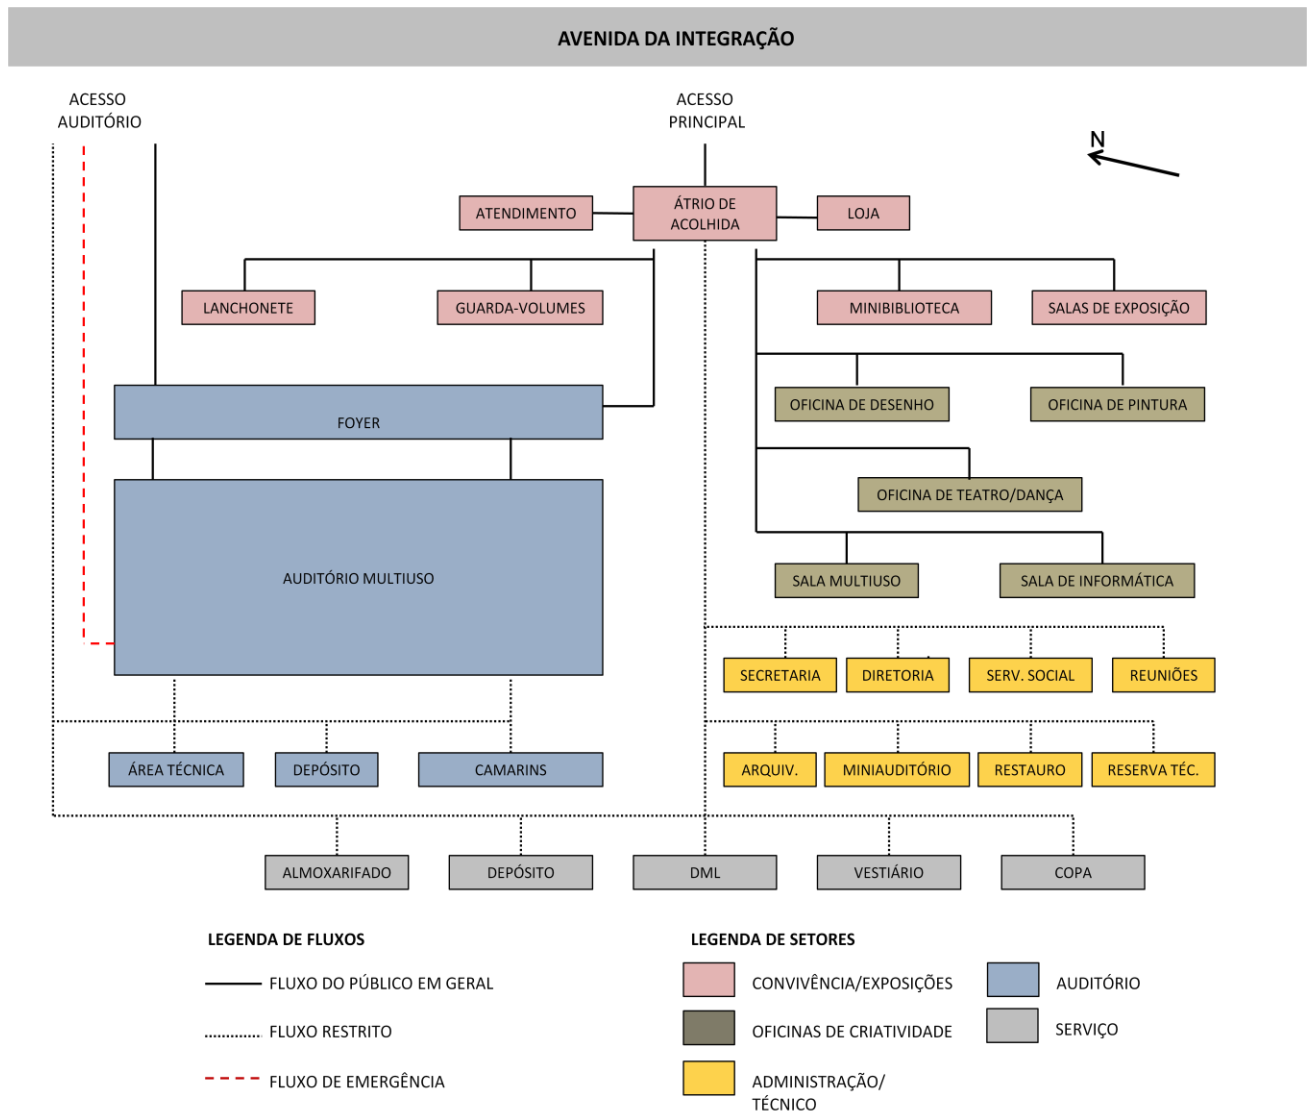 AVENIDA DA INTEGRAÇÃO
ACESSO
AUDITÓRIO
ACESSO
PRINCIPAL
N
ATENDIMENTO
ÁTRIO DE
ACOLHIDA
LOJA
LANCHONETE
GUARDA-VOLUMES
MINIBIBLIOTECA
SALAS DE EXPOSIÇÃO
OFICINA DE DESENHO
OFICINA DE PINTURA
FOYER
OFICINA DE TEATRO/DANÇA
AUDITÓRIO MULTIUSO
SALA MULTIUSO
SALA DE INFORMÁTICA
SECRETARIA
DIRETORIA
SERV. SOCIAL
REUNIÕES
ÁREA TÉCNICA
DEPÓSITO
CAMARINS
ARQUIV.
MINIAUDITÓRIO
RESTAURO
RESERVA TÉC.
ALMOXARIFADO
DEPÓSITO
DML
VESTIÁRIO
COPA
LEGENDA DE FLUXOS
FLUXO DO PÚBLICO EM GERAL
FLUXO RESTRITO
FLUXO DE EMERGÊNCIA
LEGENDA DE SETORES
CONVIVÊNCIA/EXPOSIÇÕES
AUDITÓRIO
OFICINAS DE CRIATIVIDADE
SERVIÇO
ADMINISTRAÇÃO/
TÉCNICO